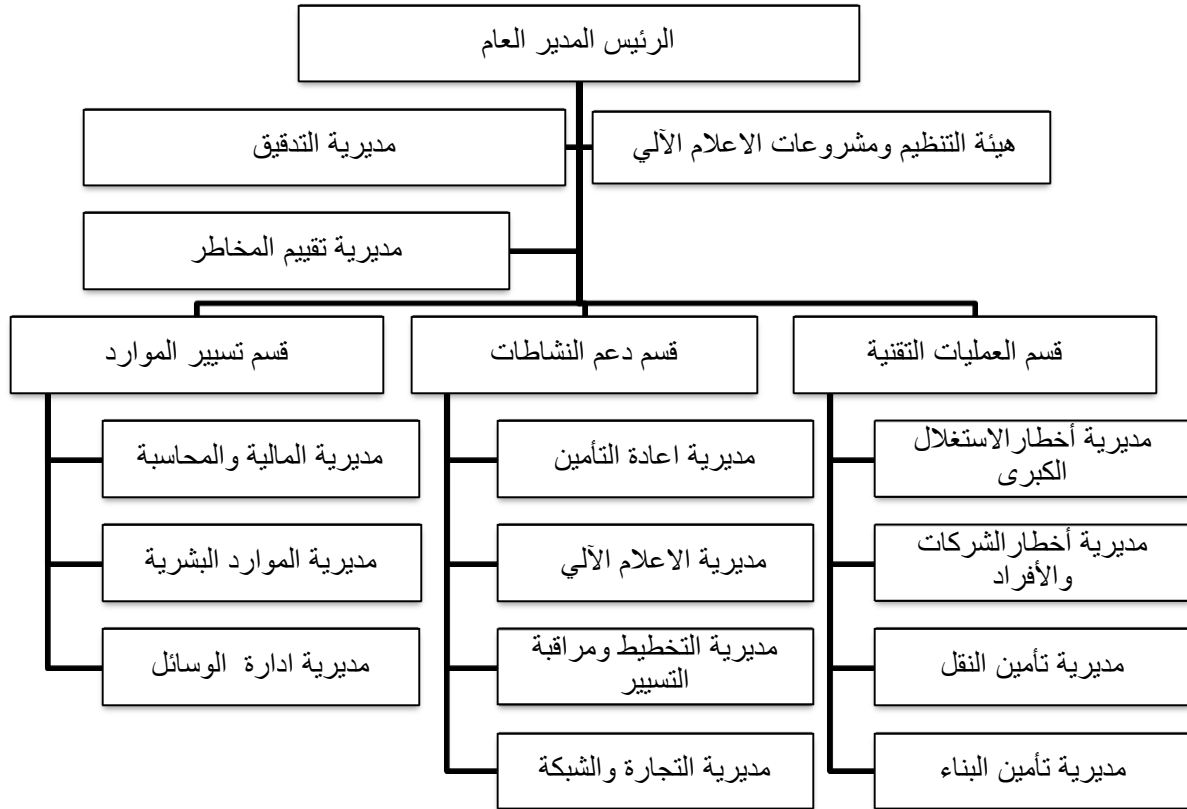 الرئيس المدير العام
هيئة التنظيم ومشروعات الاعلام الآلي
مديرية التدقيق
مديرية تقييم المخاطر
قسم العمليات التقنية
مديرية أخطارالاستغلال
الكبرى
مديرية أخطارالشركات
والأفراد
مديرية تأمين النقل
مديرية تأمين البناء
قسم دعم النشاطات
مديرية اعادة التأمين
مديرية الاعلام الآلي
مديرية التخطيط ومراقبة
التسيير
مديرية التجارة والشبكة
قسم تسيير الموارد
مديرية المالية والمحاسبة
مديرية الموارد البشرية
مديرية ادارة الوسائل